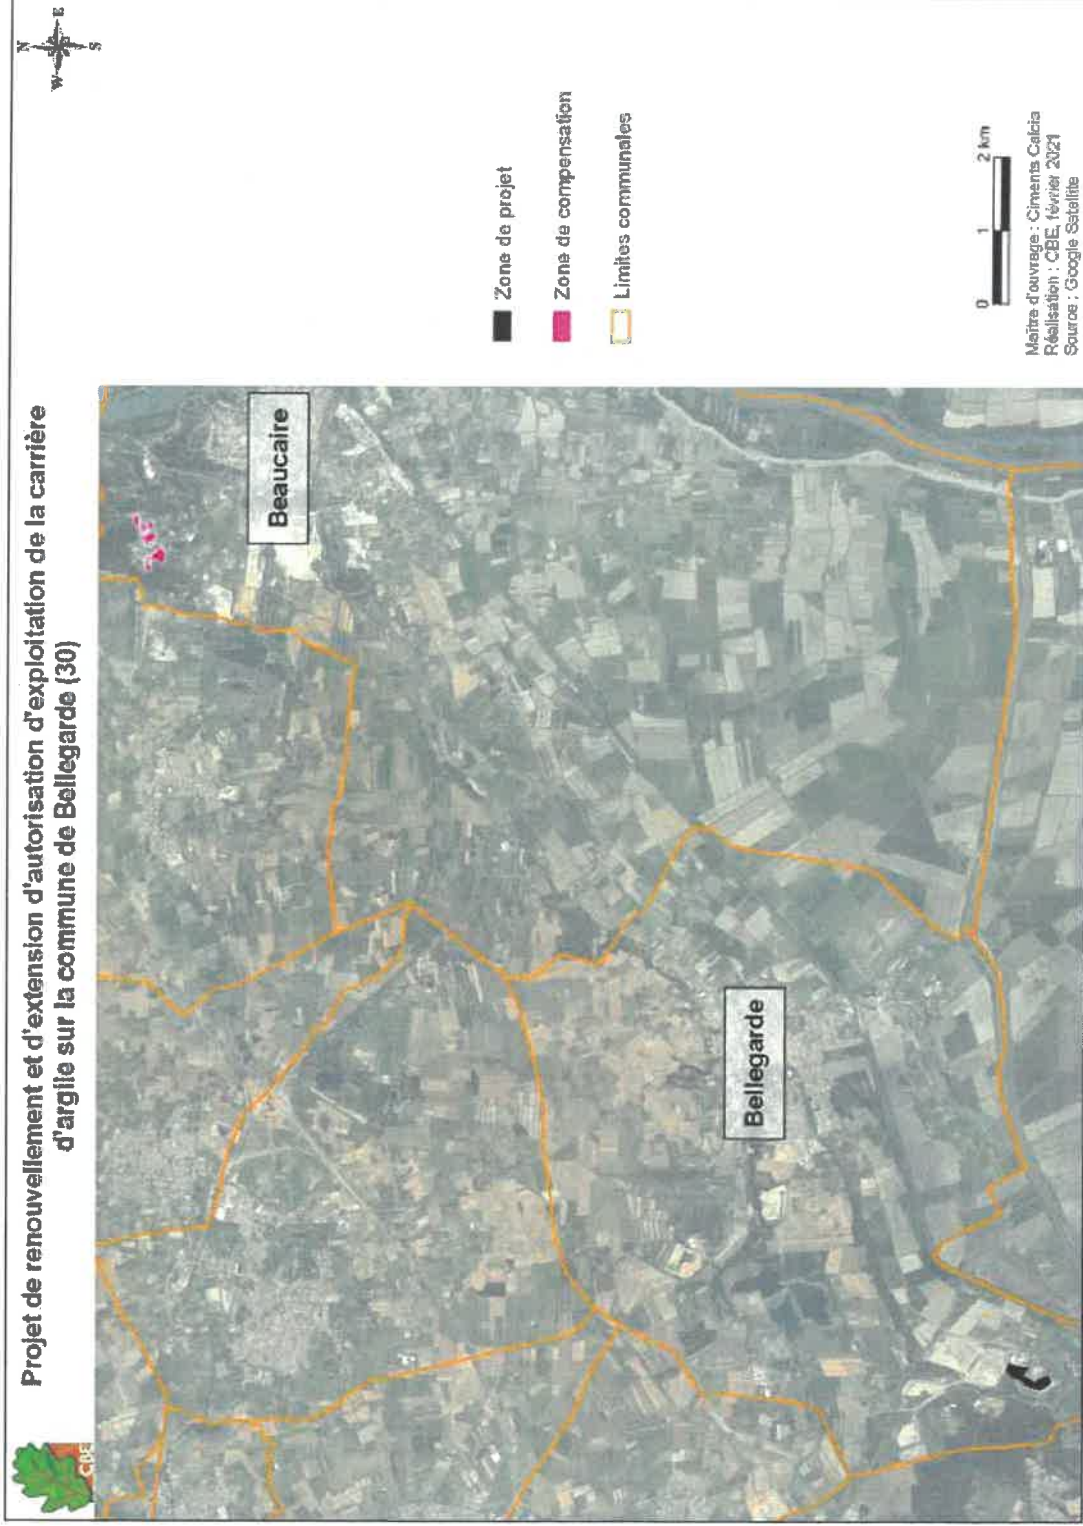 Projet de renouvellement et d'extension d'autorisation d'exploitation de la carrière
d'argile sur la commune de Bellegarde (30)
N
W
E
S
CBE
Beaucaire
Bellegarde
Zone de projet
Zone de compensation
Limites communales
0 1 2 km
Maître d'ouvrage : Ciments Calcia
Réalisation : CBE, février 2021
Source : Google Satellite